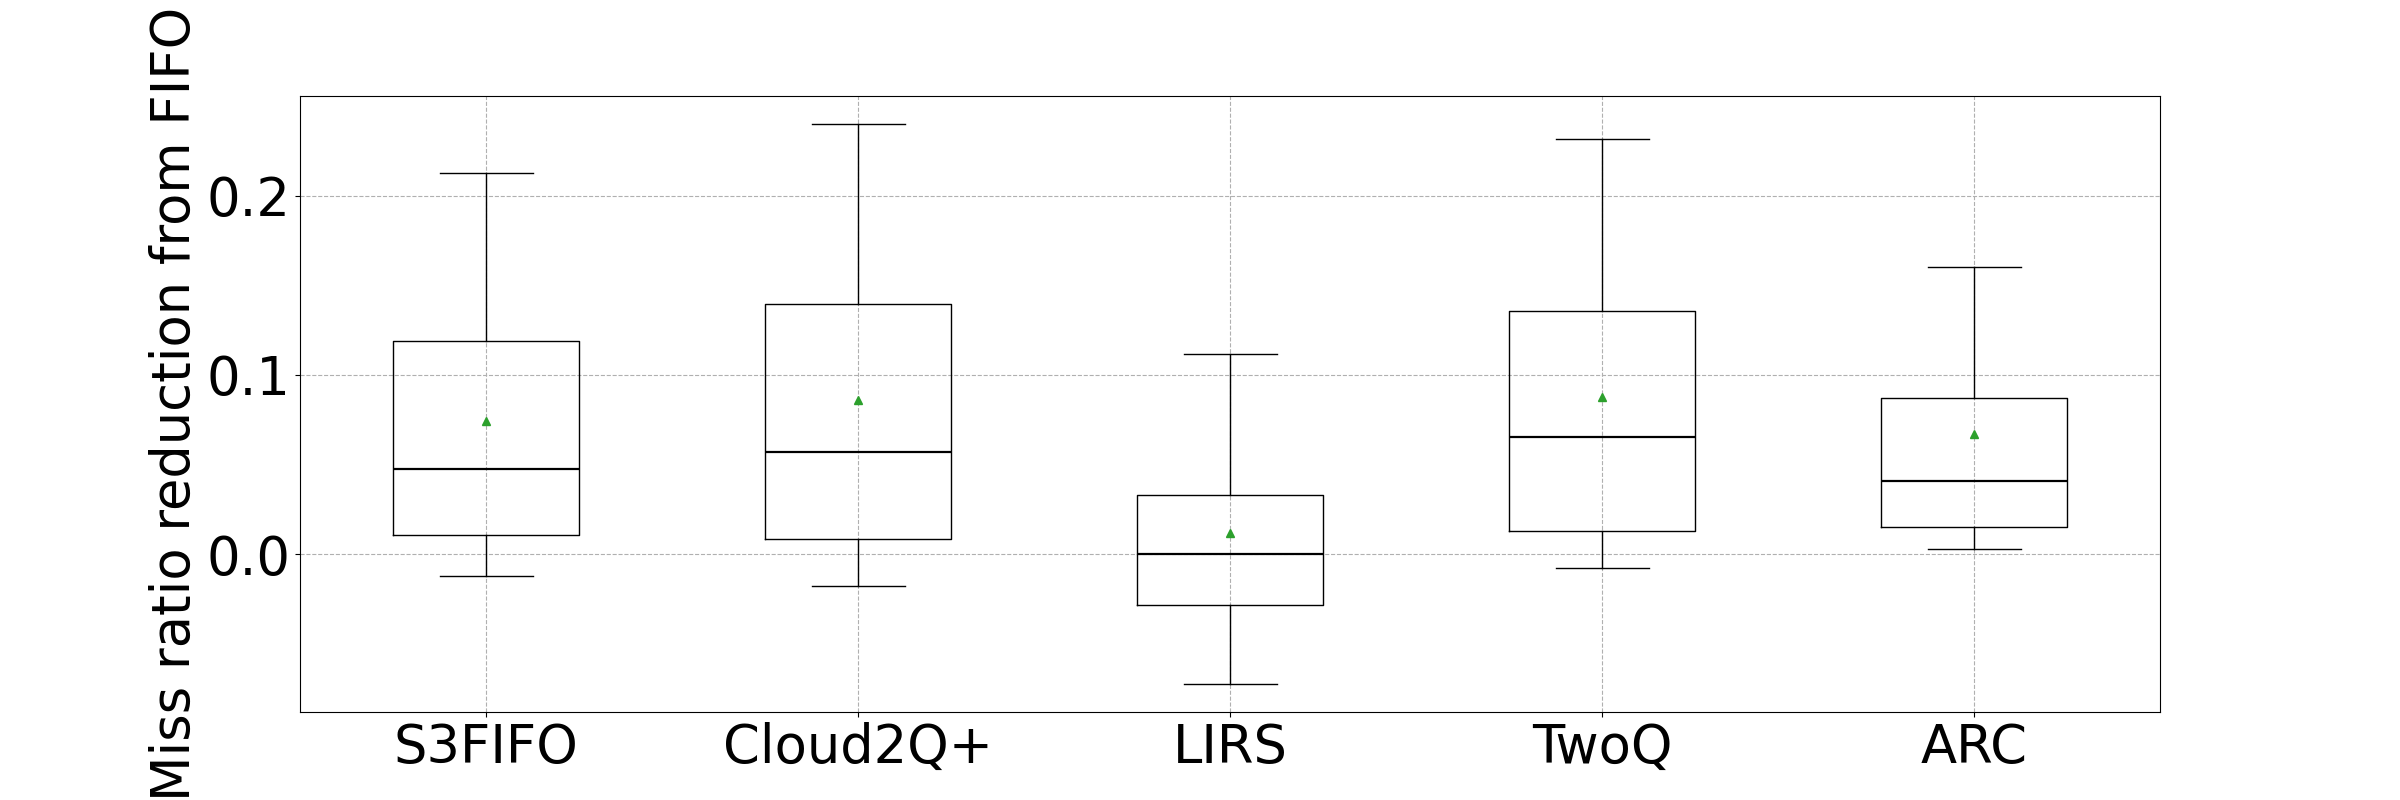 Miss ratio reduction from FIFO
0.2
0.1
0.0
S3FIFO
Cloud2Q+
LIRS
TwoQ
ARC